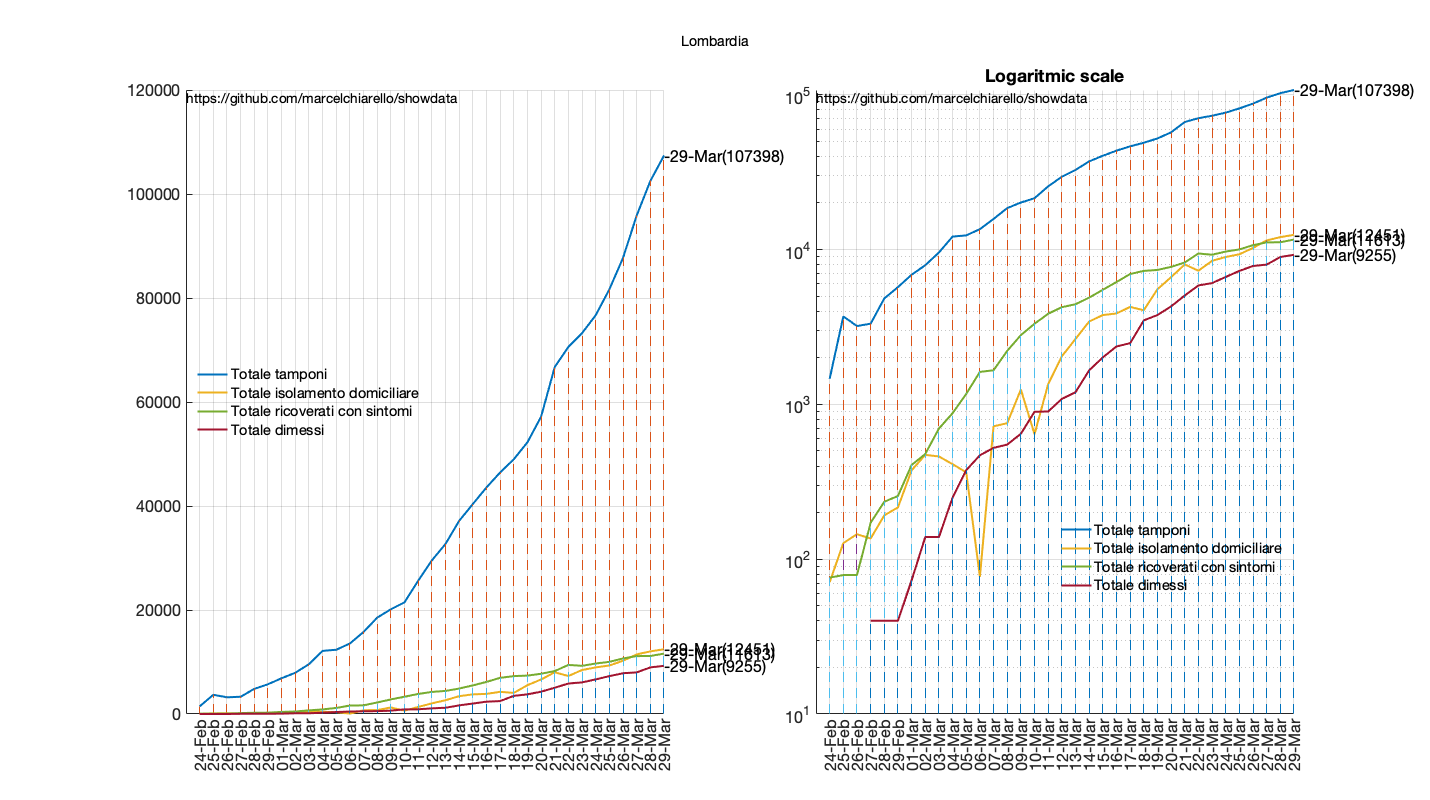 Lombardia
120000
100000
80000
60000
40000
20000
0
https://github.com/marcelchiarello/showdata
-29-Mar(107398)
Totale tamponi
Totale isolamento domiciliare
Totale ricoverati con sintomi
Totale dimessi
-29-Mar(12451)
-29-Mar(11613)
-29-Mar(9255)
24-Feb
25-Feb
26-Feb
27-Feb
28-Feb
29-Feb
01-Mar
02-Mar
03-Mar
04-Mar
05-Mar
06-Mar
07-Mar
08-Mar
09-Mar
10-Mar
11-Mar
12-Mar
13-Mar
14-Mar
15-Mar
16-Mar
17-Mar
18-Mar
19-Mar
20-Mar
21-Mar
22-Mar
23-Mar
24-Mar
25-Mar
26-Mar
27-Mar
28-Mar
29-Mar
Logaritmic scale
10^5
10^4
10^3
10^2
10^1
https://github.com/marcelchiarello/showdata
-29-Mar(107398)
-29-Mar(12451)
-29-Mar(11613)
-29-Mar(9255)
Totale tamponi
Totale isolamento domiciliare
Totale ricoverati con sintomi
Totale dimessi
24-Feb
25-Feb
26-Feb
27-Feb
28-Feb
29-Feb
01-Mar
02-Mar
03-Mar
04-Mar
05-Mar
06-Mar
07-Mar
08-Mar
09-Mar
10-Mar
11-Mar
12-Mar
13-Mar
14-Mar
15-Mar
16-Mar
17-Mar
18-Mar
19-Mar
20-Mar
21-Mar
22-Mar
23-Mar
24-Mar
25-Mar
26-Mar
27-Mar
28-Mar
29-Mar